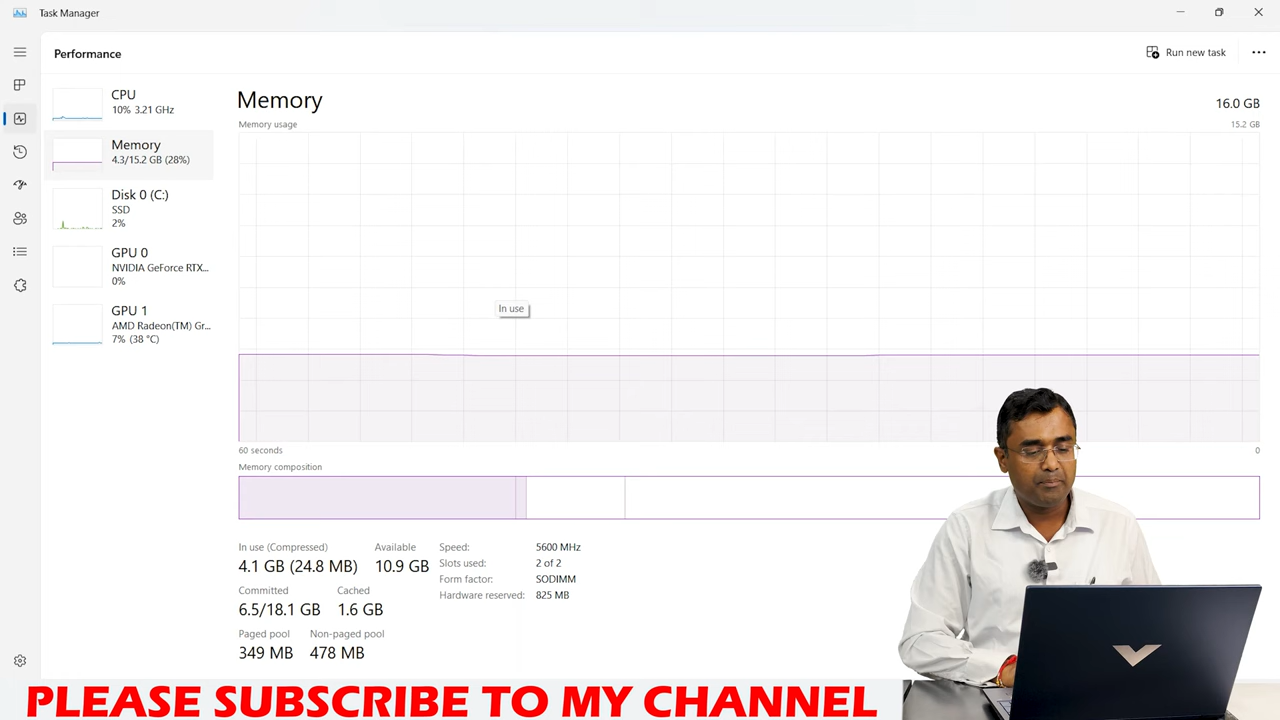 Task Manager
Performance
Run new task
CPU
10% 3.21 GHz
Memory
4.3/15.2 GB (28%)
Disk 0 (C:)
SSD
2%
GPU 0
NVIDIA GeForce RTX...
0%
GPU 1
AMD Radeon(TM) Gr...
7% (38 °C)
Memory
16.0 GB
Memory usage
15.2 GB
In use
60 seconds
0
Memory composition
In use (Compressed)
4.1 GB (24.8 MB)
Available
10.9 GB
Committed
6.5/18.1 GB
Cached
1.6 GB
Paged pool
349 MB
Non-paged pool
478 MB
Speed: 5600 MHz
Slots used: 2 of 2
Form factor: SODIMM
Hardware reserved: 825 MB
PLEASE SUBSCRIBE TO MY CHANNEL